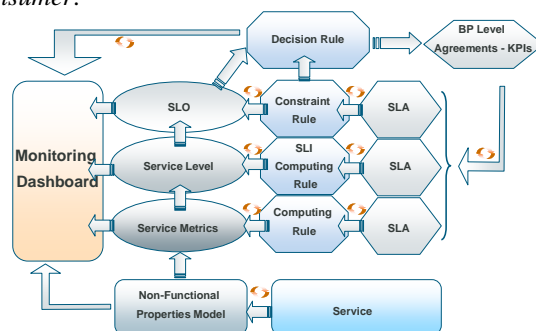 nsumer.
Decision Rule
BP Level
Agreements - KPIs
SLO
Constraint
Rule
SLA
Monitoring
Dashboard
Service Level
SLI
Computing
Rule
SLA
Service Metrics
Computing
Rule
SLA
Non-Functional
Properties Model
Service